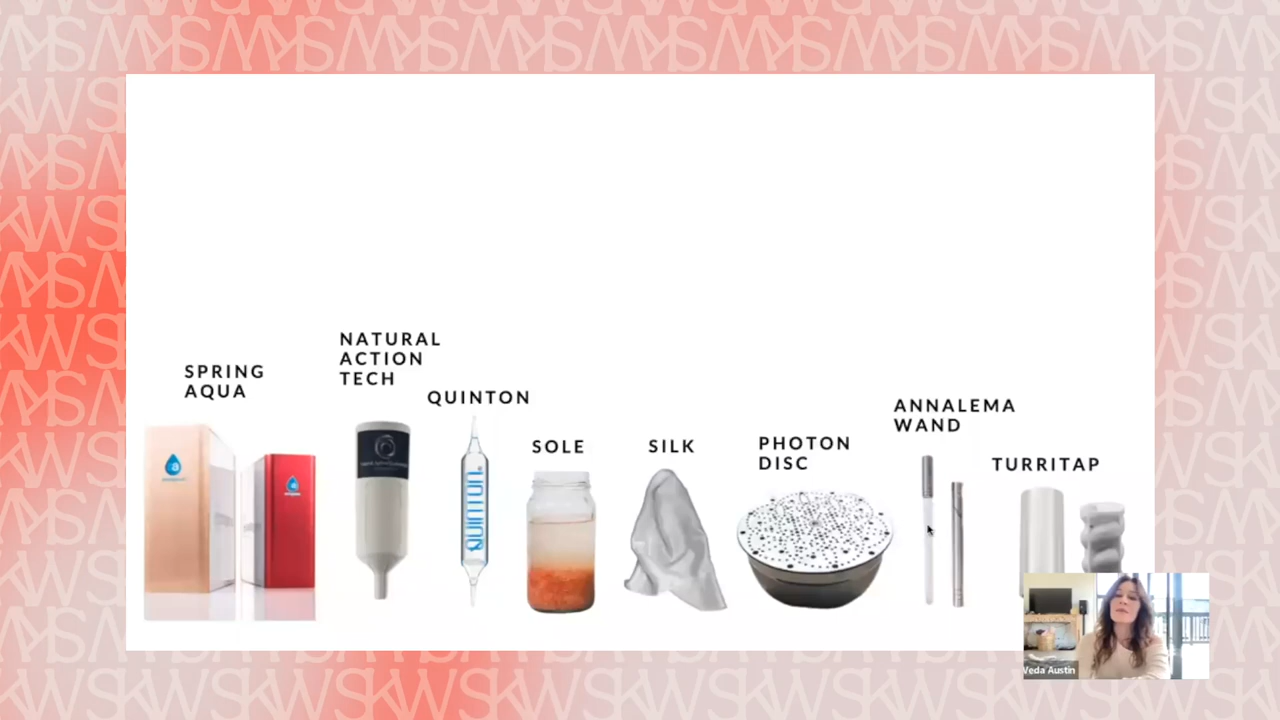 SPRING
AQUA
NATURAL
ACTION
TECH
QUINTON
SOLE
SILK
PHOTON
DISC
ANNALEMA
WAND
TURRITAP
QUINTON
Veda Austin